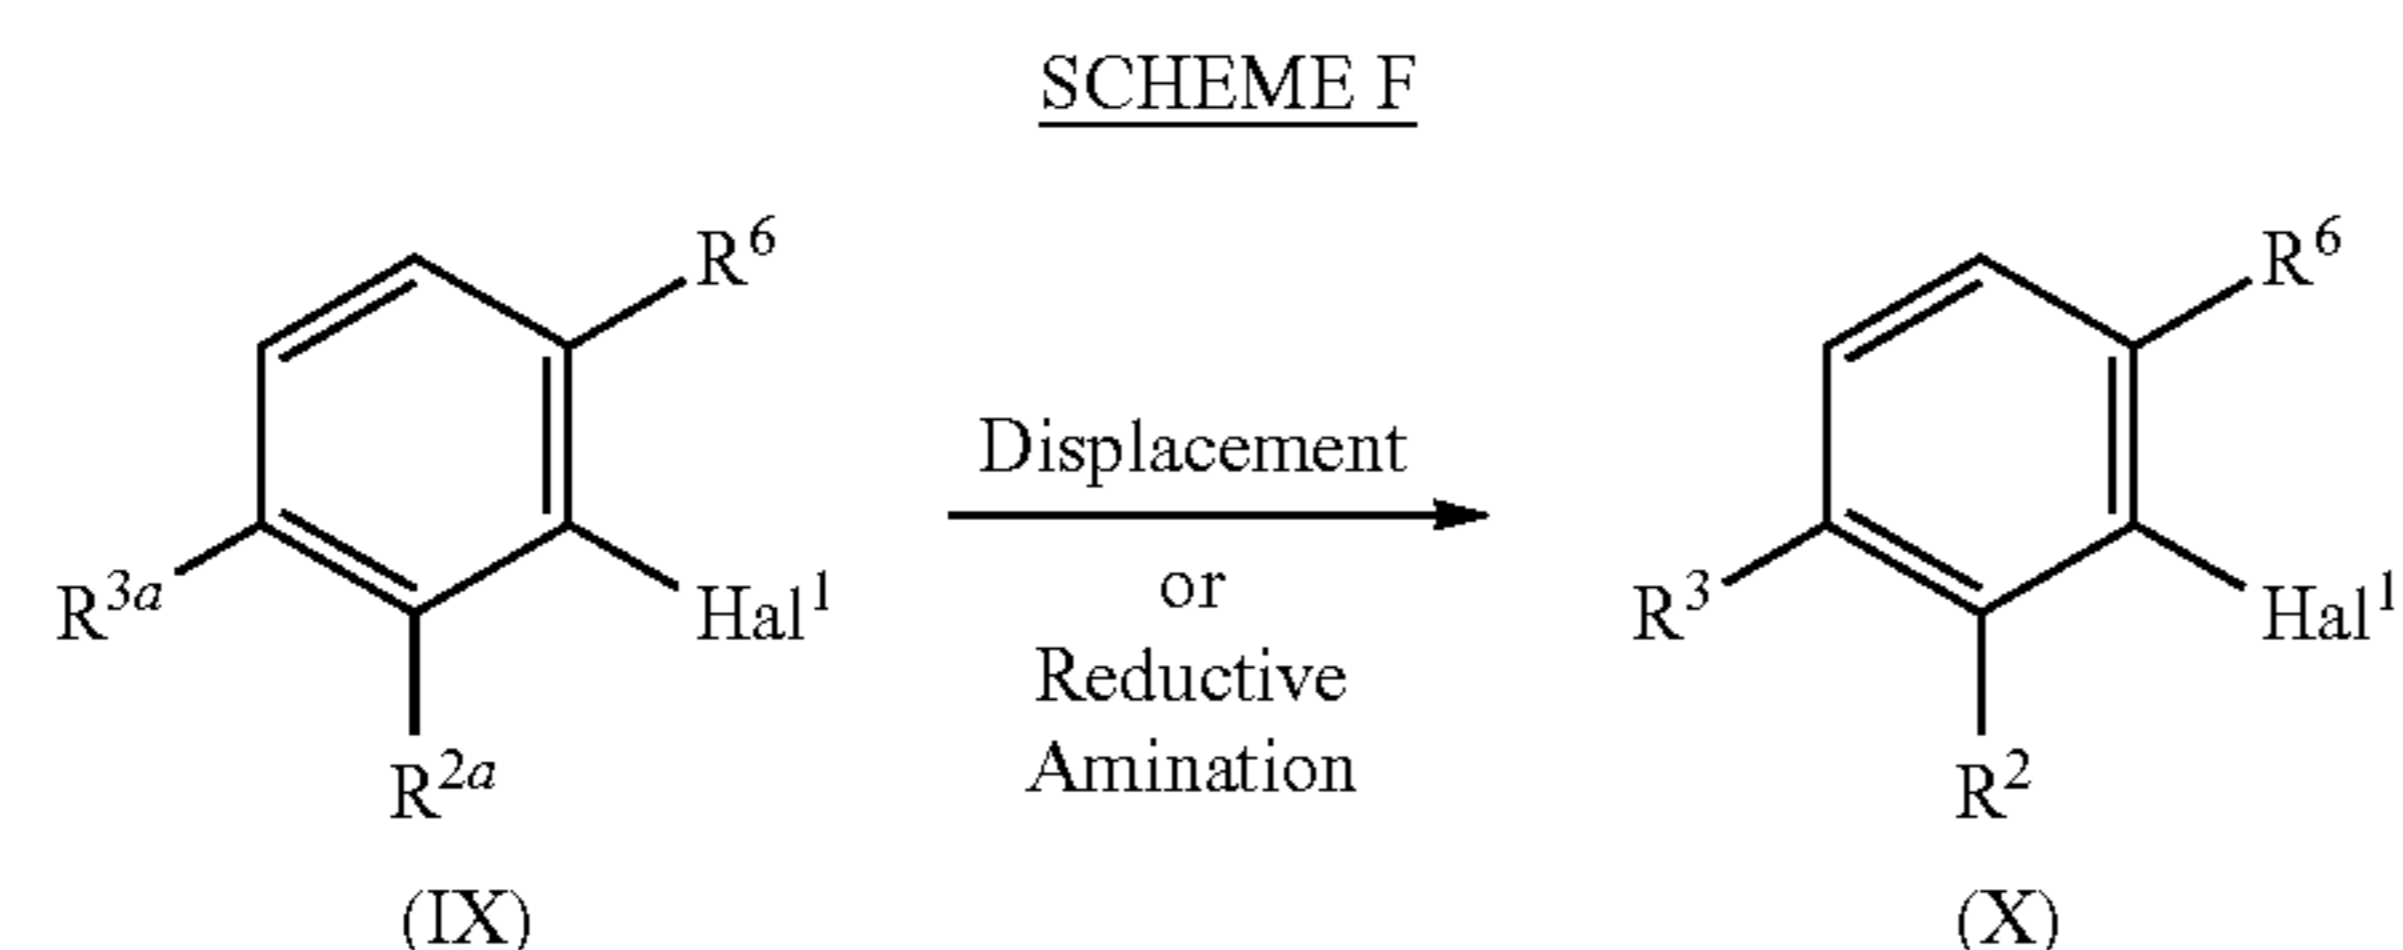 SCHEME F
R⁶
R³ᵃ
Hal¹
R²ᵃ
(IX)
Displacement
or
Reductive
Amination
R⁶
R³
Hal¹
R²
(X)